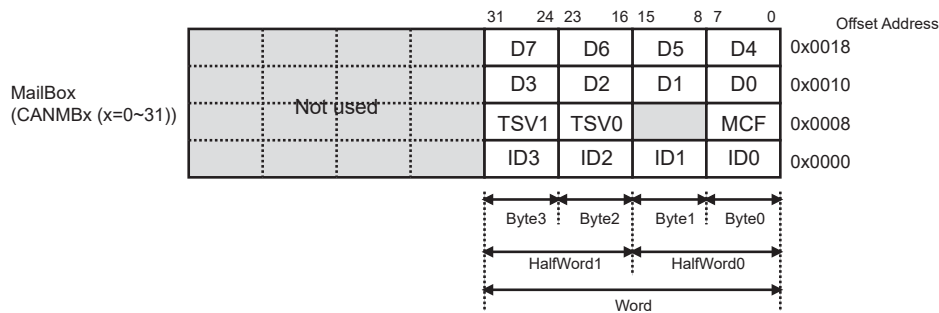 31 24 23 16 15 8 7 0
Offset Address
D7 D6 D5 D4 0x0018
D3 D2 D1 D0 0x0010
MailBox
(CANMBx (x=0~31))
Not used
TSV1 TSV0 MCF 0x0008
ID3 ID2 ID1 ID0 0x0000
Byte3 Byte2 Byte1 Byte0
HalfWord1 HalfWord0
Word